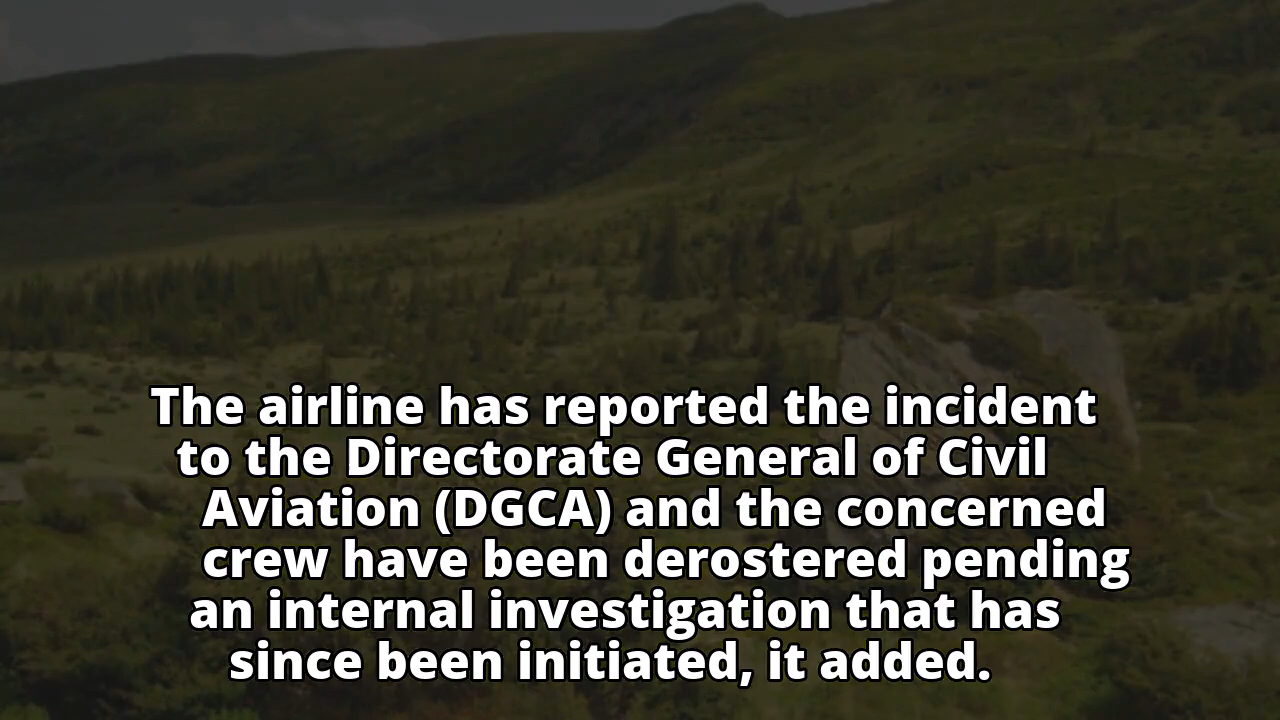 The airline has reported the incident
to the Directorate General of Civil
Aviation (DGCA) and the concerned
crew have been derostered pending
an internal investigation that has
since been initiated, it added.